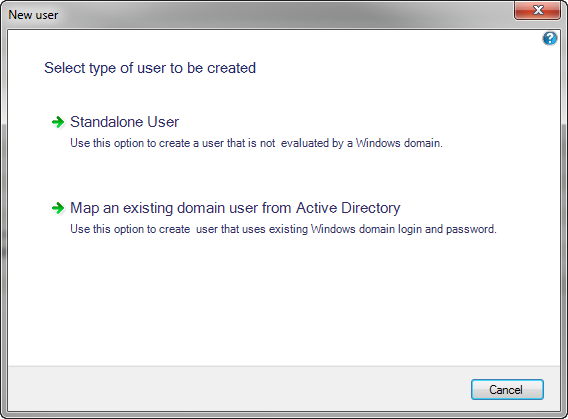 New user
Select type of user to be created
Standalone User
Use this option to create a user that is not  evaluated by a Windows domain.
Map an existing domain user from Active Directory
Use this option to create  user that uses existing Windows domain login and password.
Cancel